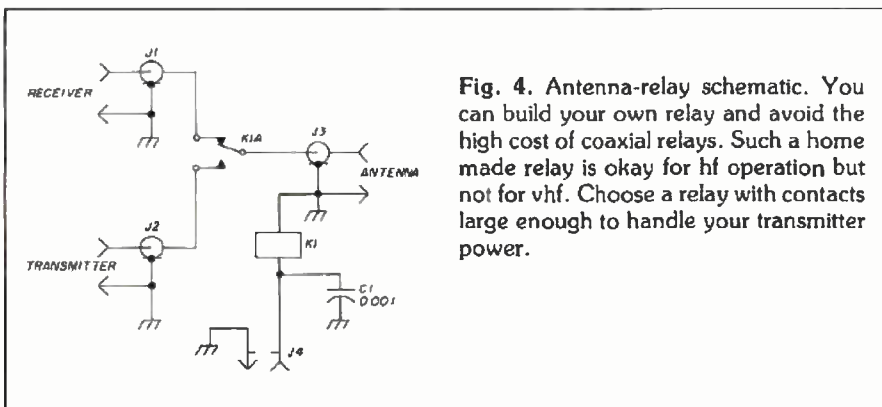 J1
RECEIVER
K1A
J3
ANTENNA
J2
K1
TRANSMITTER
C1
0.001
J4
Fig. 4. Antenna-relay schematic. You
can build your own relay and avoid the
high cost of coaxial relays. Such a home
made relay is okay for hf operation but
not for vhf. Choose a relay with contacts
large enough to handle your transmitter
power.